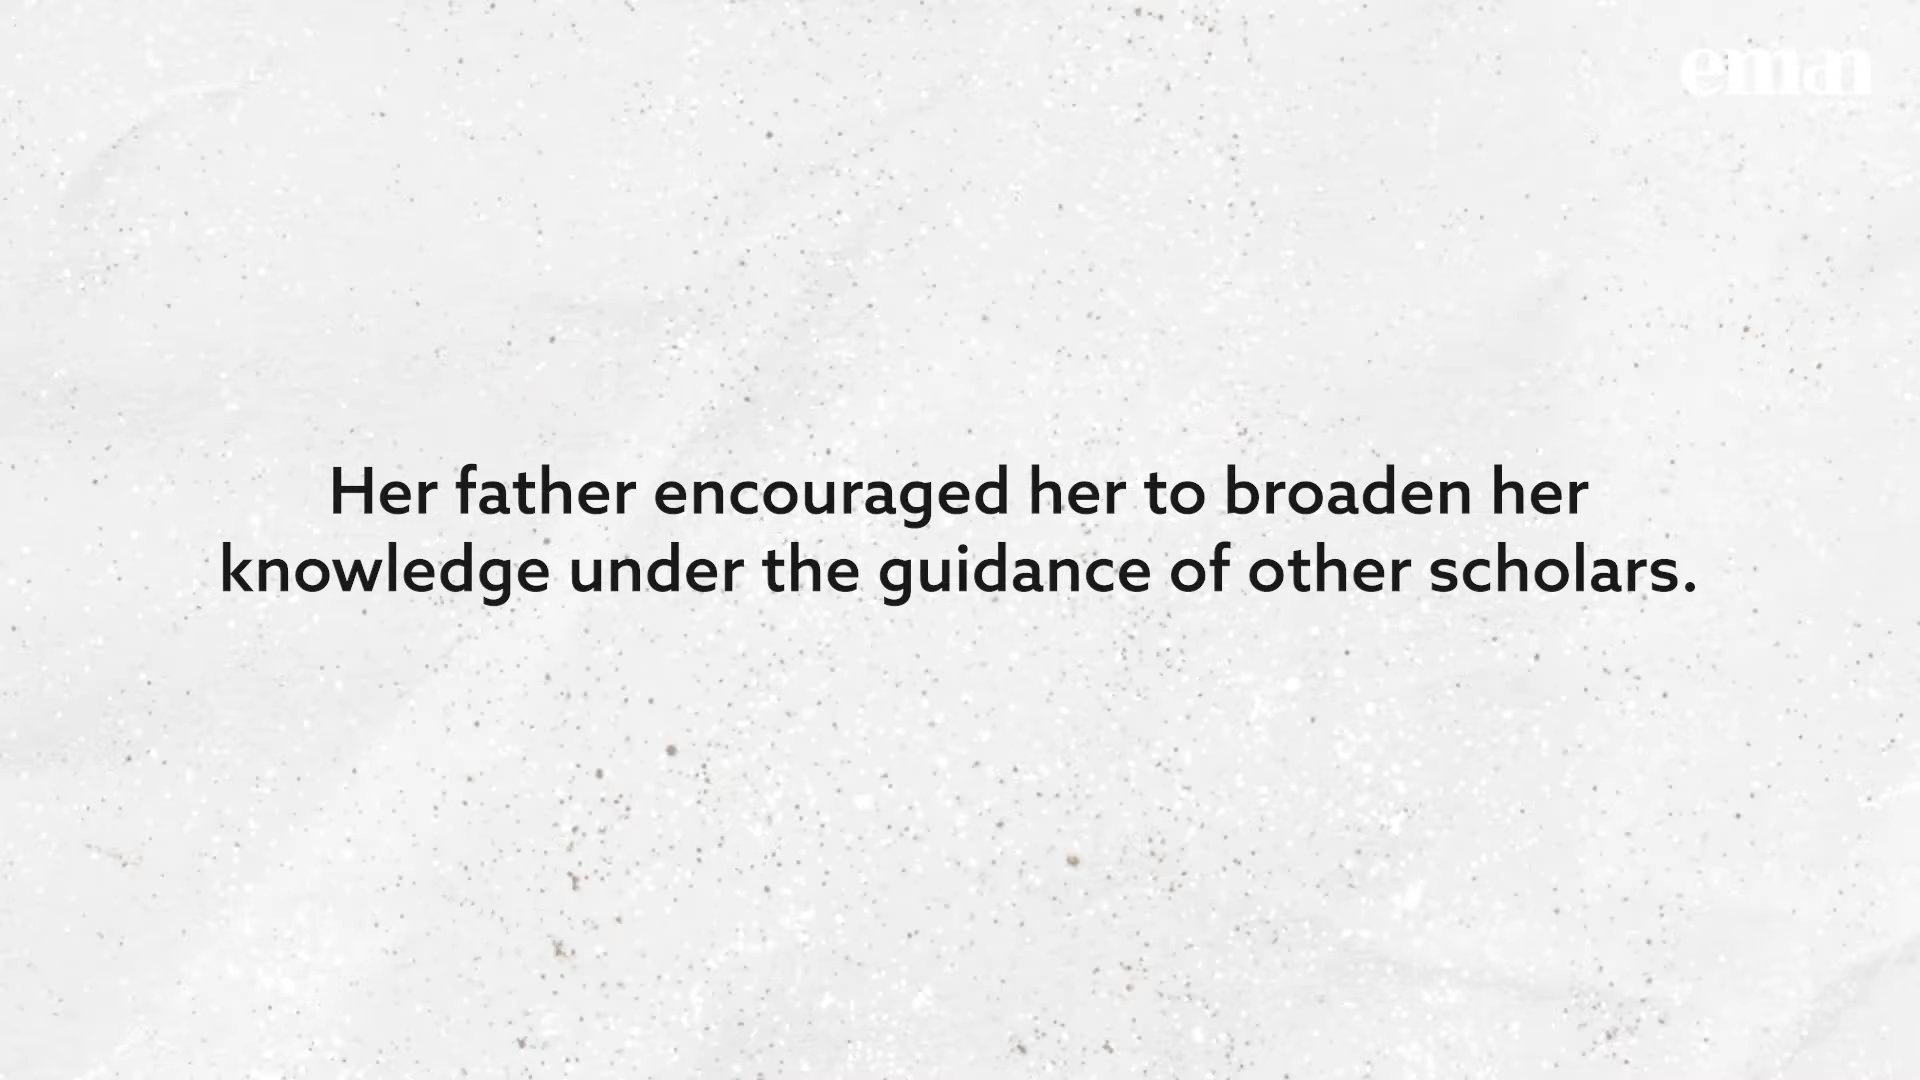 eman
Her father encouraged her to broaden her
knowledge under the guidance of other scholars.